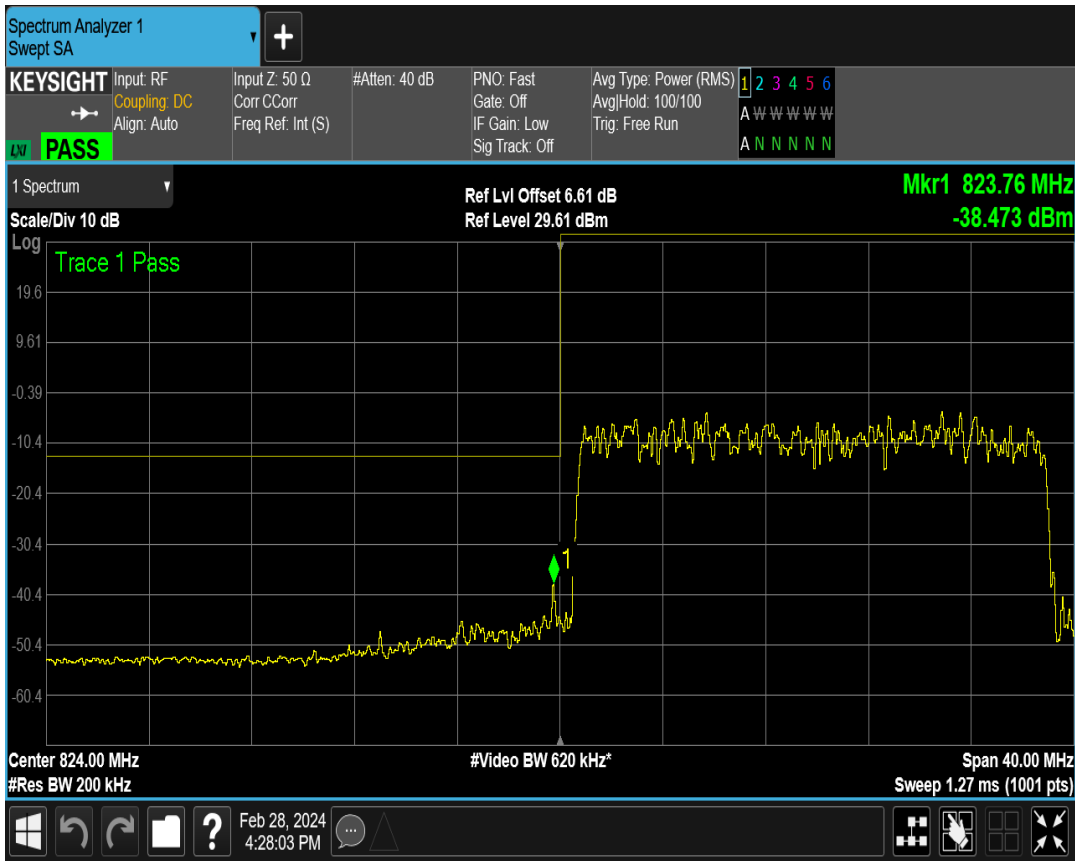 Spectrum Analyzer 1
Swept SA
+
KEYSIGHT
LXI PASS
Input: RF
Coupling: DC
Align: Auto
Input Z: 50 Ω
Corr CCorr
Freq Ref: Int (S)
#Atten: 40 dB
PNO: Fast
Gate: Off
IF Gain: Low
Sig Track: Off
Avg Type: Power (RMS)
Avg|Hold: 100/100
Trig: Free Run
1 2 3 4 5 6
A W W W W W
A N N N N N
1 Spectrum
Scale/Div 10 dB
Ref Lvl Offset 6.61 dB
Ref Level 29.61 dBm
Mkr1 823.76 MHz
-38.473 dBm
Log
Trace 1 Pass
19.6
9.61
-0.39
-10.4
-20.4
-30.4
1
-40.4
-50.4
-60.4
Center 824.00 MHz
#Video BW 620 kHz*
Span 40.00 MHz
#Res BW 200 kHz
Sweep 1.27 ms (1001 pts)
?
Feb 28, 2024
4:28:03 PM